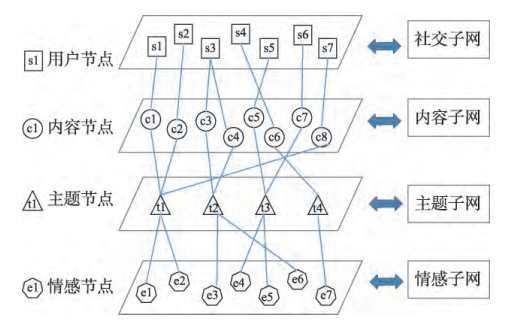 s1 s2 s3 s4 s5 s6 s7
s1 用户节点
社交子网
c1 c2 c3 c4 c5 c6 c7 c8
c1 内容节点
内容子网
t1 t2 t3 t4
t1 主题节点
主题子网
e1 e2 e3 e4 e5 e6 e7
e1 情感节点
情感子网